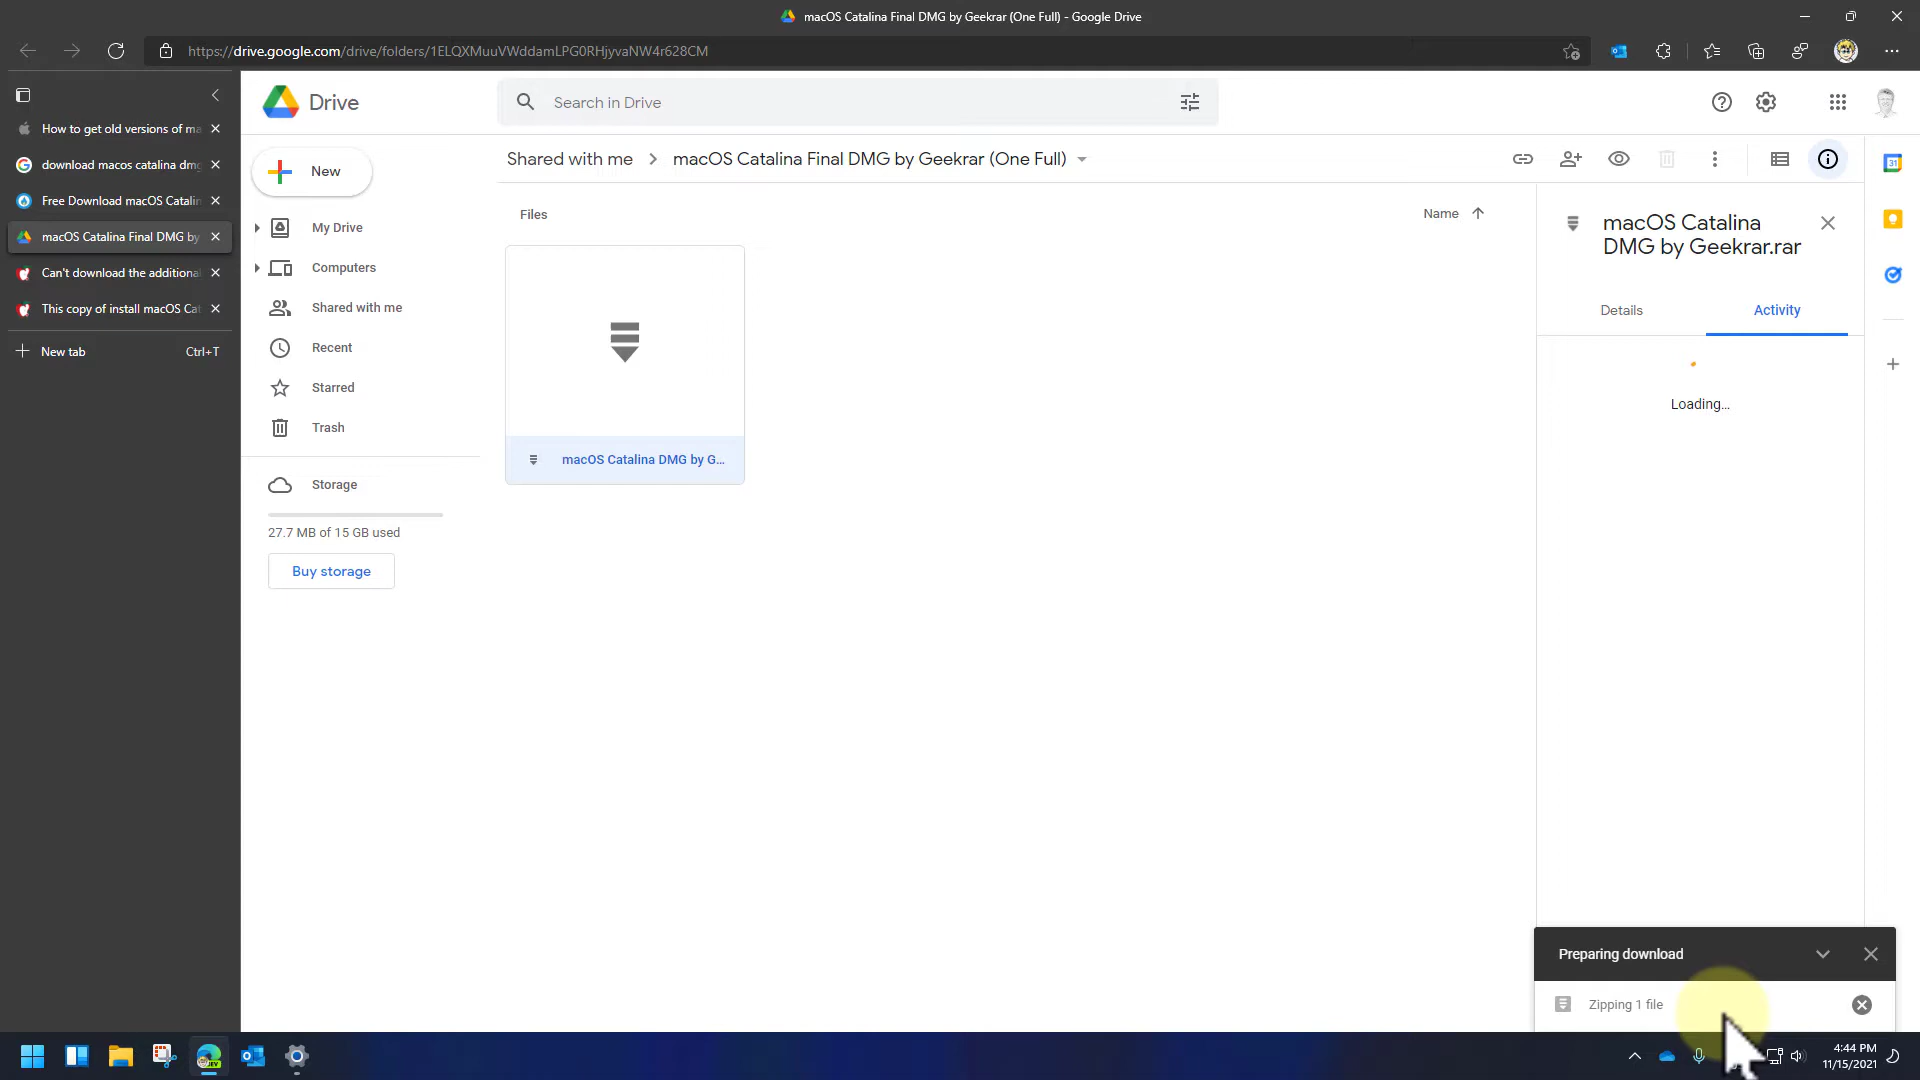 macOS Catalina Final DMG by Geekrar (One Full) - Google Drive
https://drive.google.com/drive/folders/1ELQXMuuVWddamLPG0RHjyvaNW4r628CM
How to get old versions of ma
download macos catalina dmg
Free Download macOS Catalin
macOS Catalina Final DMG by
Can't download the additiona
This copy of install macOS Cat
New tab Ctrl+T
Drive
Search in Drive
New
My Drive
Computers
Shared with me
Recent
Starred
Trash
Storage
27.7 MB of 15 GB used
Buy storage
Shared with me > macOS Catalina Final DMG by Geekrar (One Full)
Files
Name
macOS Catalina DMG by G...
31
macOS Catalina
DMG by Geekrar.rar
Details Activity
Loading...
Preparing download
Zipping 1 file
DEV
4:44 PM
11/15/2021